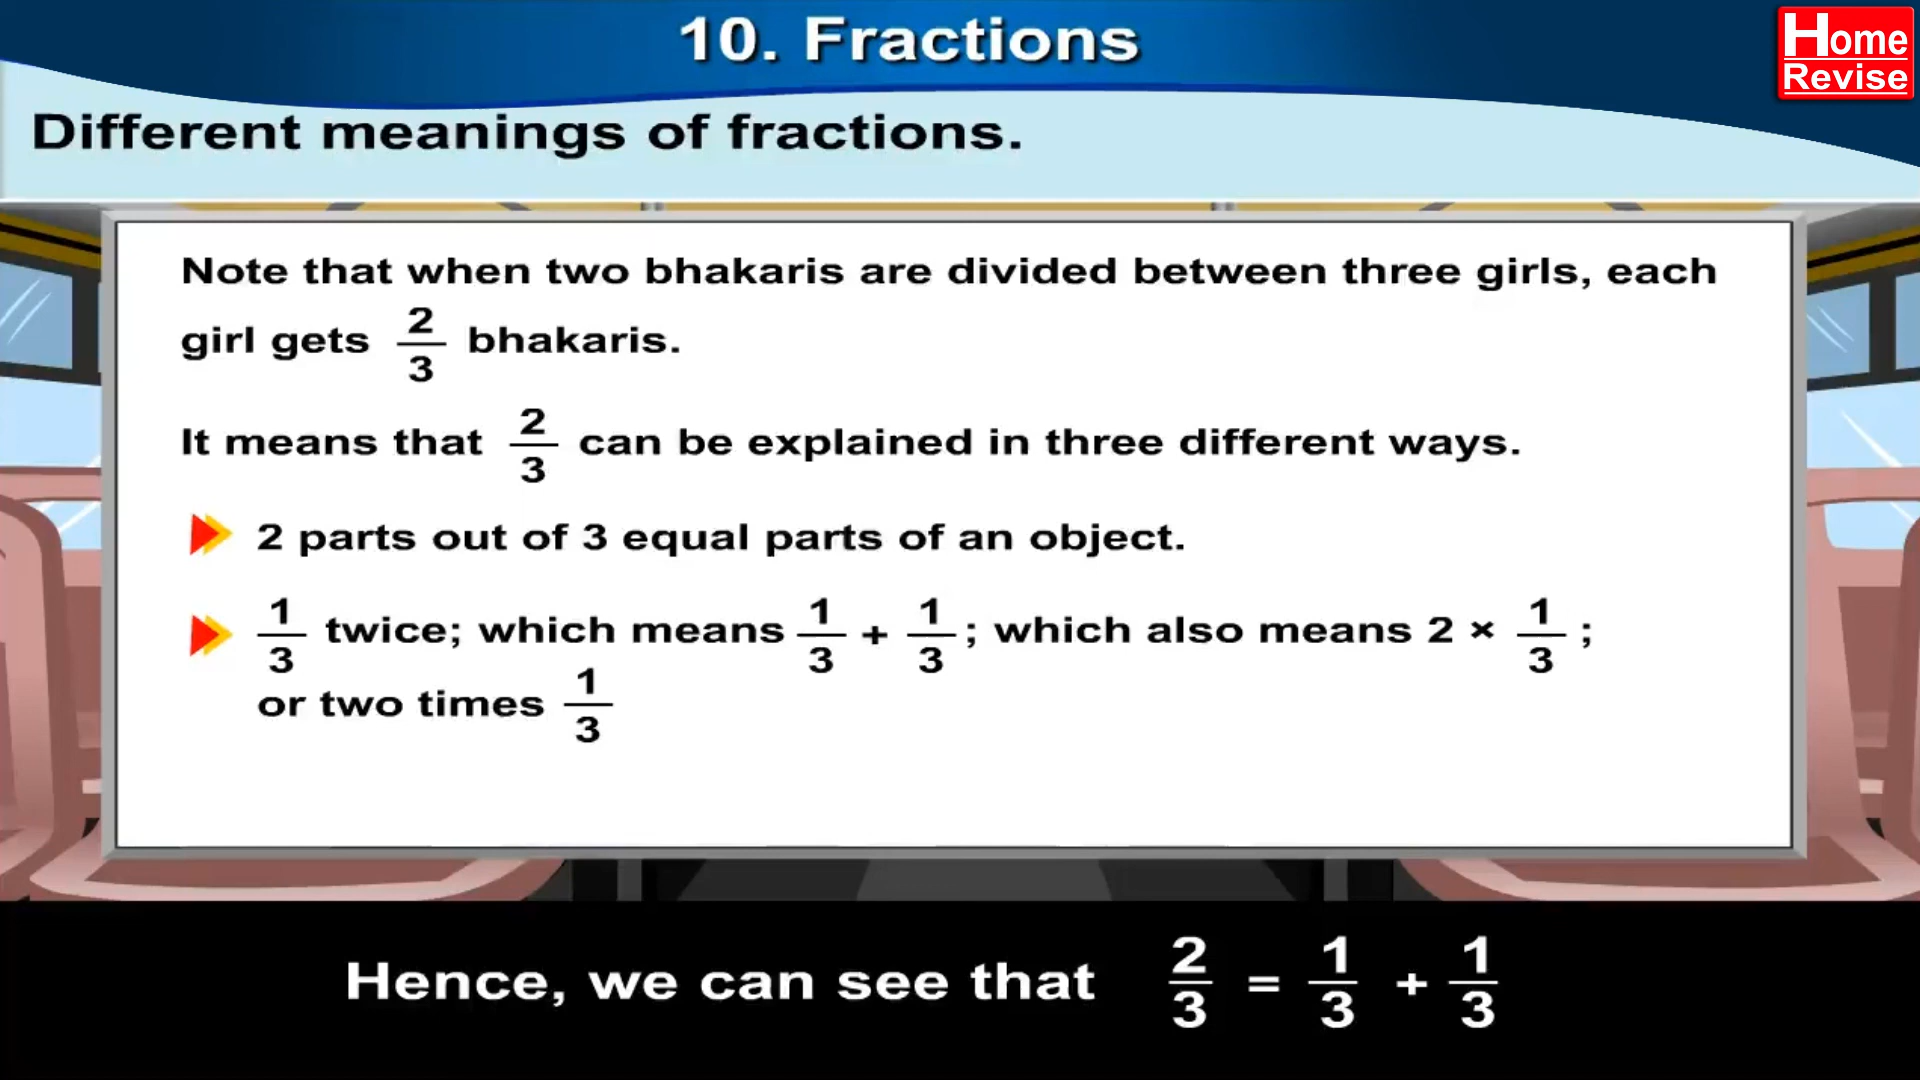 10. Fractions
Home
Revise
Different meanings of fractions.
Note that when two bhakaris are divided between three girls, each
girl gets 2/3 bhakaris.
It means that 2/3 can be explained in three different ways.
2 parts out of 3 equal parts of an object.
1/3 twice; which means 1/3 + 1/3; which also means 2 × 1/3;
or two times 1/3
Hence, we can see that 2/3 = 1/3 + 1/3